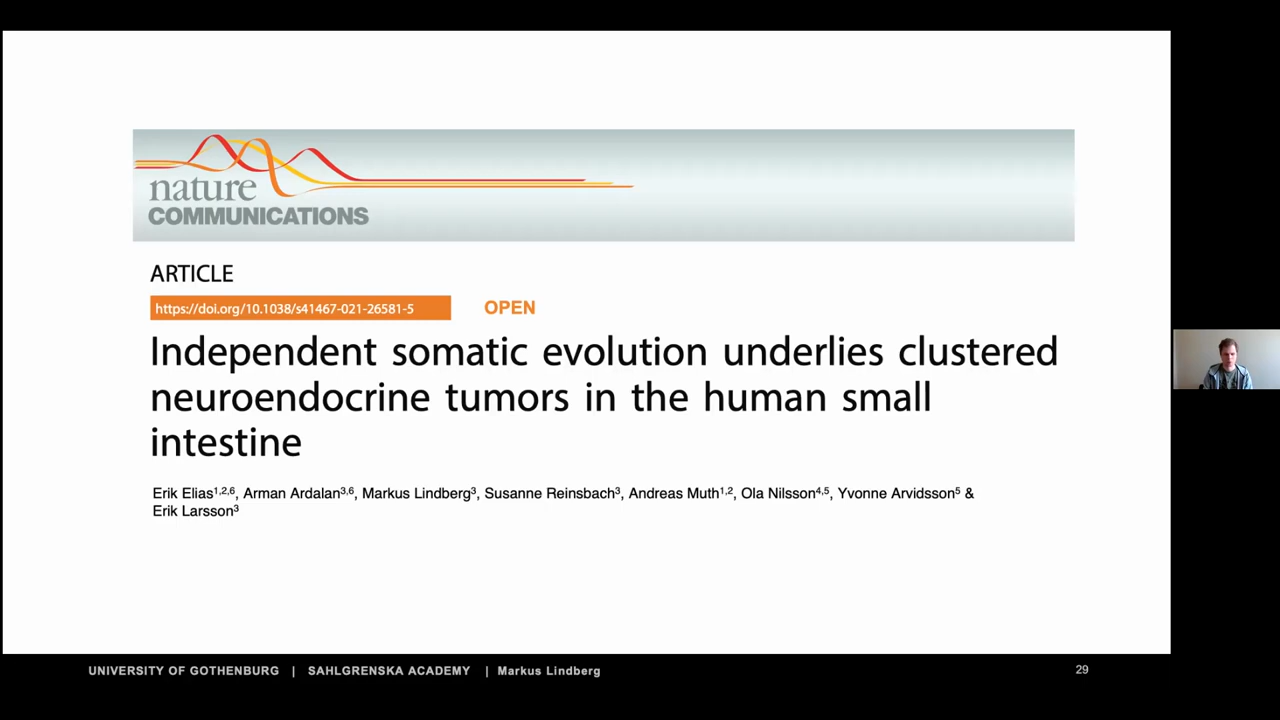 nature
COMMUNICATIONS
ARTICLE
https://doi.org/10.1038/s41467-021-26581-5 OPEN
Independent somatic evolution underlies clustered
neuroendocrine tumors in the human small
intestine
Erik Elias1,2,6, Arman Ardalan3,6, Markus Lindberg3, Susanne Reinsbach3, Andreas Muth1,2, Ola Nilsson4,5, Yvonne Arvidsson5 &
Erik Larsson3
UNIVERSITY OF GOTHENBURG | SAHLGRENSKA ACADEMY | Markus Lindberg 29